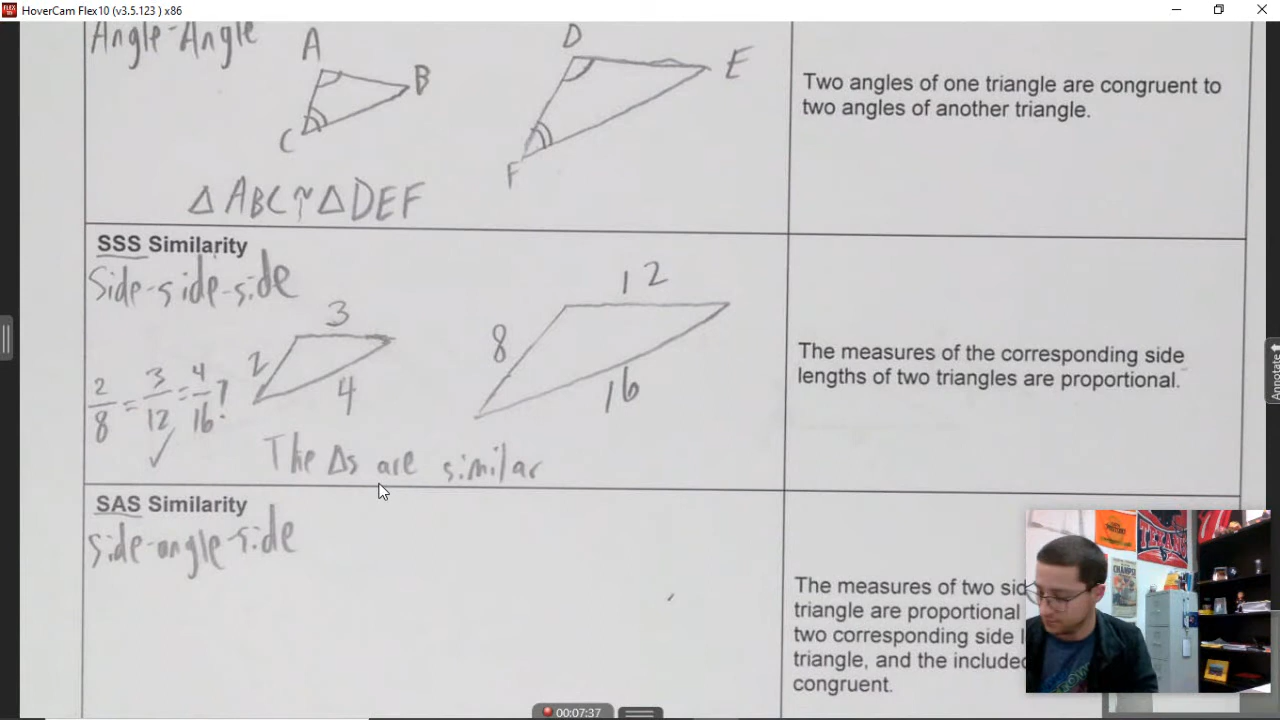 HoverCam Flex10 (v3.5.123 ) x86
Angle-Angle
A
B
C
D
E
F
△ABC ~ △DEF
Two angles of one triangle are congruent to
two angles of another triangle.
SSS Similarity
Side-side-side
3
2
4
12
8
16
2/8 = 3/12 = 4/16 ?
✓
The Δs are similar
The measures of the corresponding side
lengths of two triangles are proportional.
SAS Similarity
side-angle-side
The measures of two sid
triangle are proportional
two corresponding side l
triangle, and the included
congruent.
TEXANS
Annotate
00:07:37